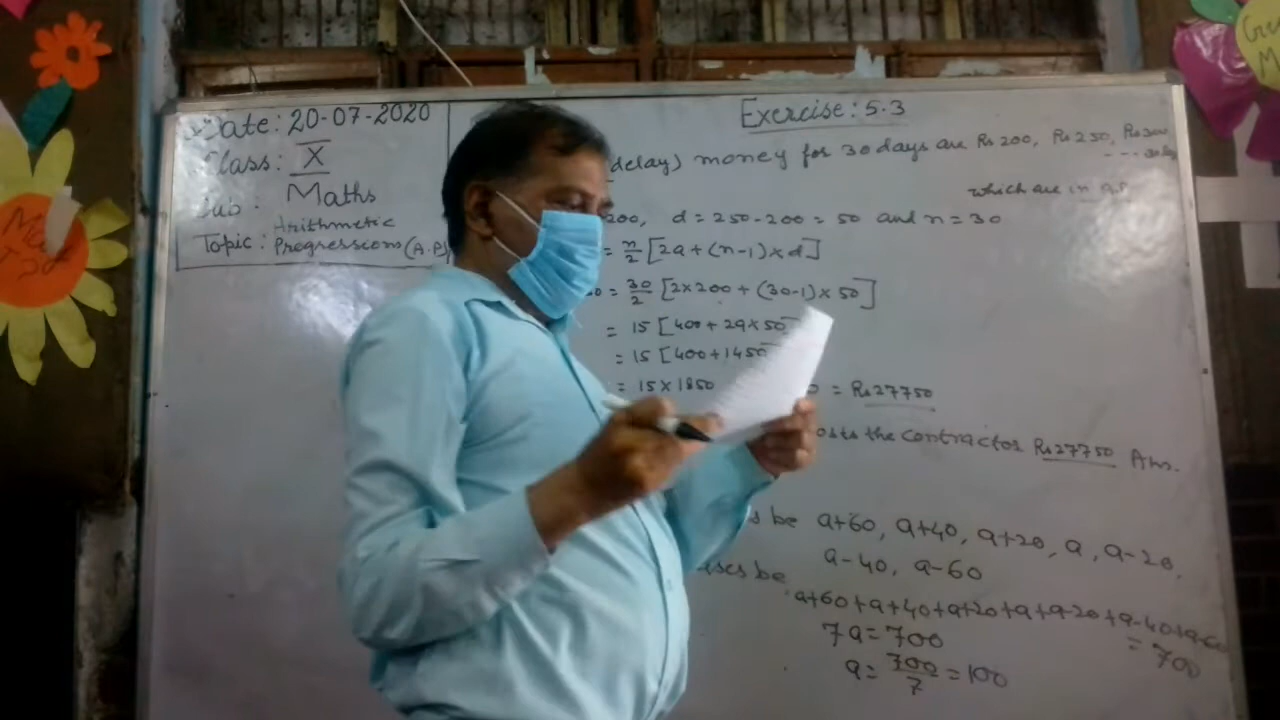 Date: 20-07-2020
Class: X
Sub: Maths
Topic: Arithmetic
Progressions (A.P)
Exercise: 5.3
delay) money for 30 days are Rs 200, Rs 250, Rs 300
which are in A.P
200, d = 250-200 = 50 and n = 30
= n/2 [2a + (n-1) x d]
= 30/2 [2x200 + (30-1) x 50]
= 15 [400 + 29 x 50
= 15 [400 + 1450
= 15 x 1850 0 = Rs 27750
osts the contractor Rs 27750 Ans.
s be a+60, a+40, a+20, a, a-20,
a-40, a-60
ses be
a+60+a+40+a+20+a+a-20+a-40+a-60
= 700
7a = 700
a = 700/7 = 100